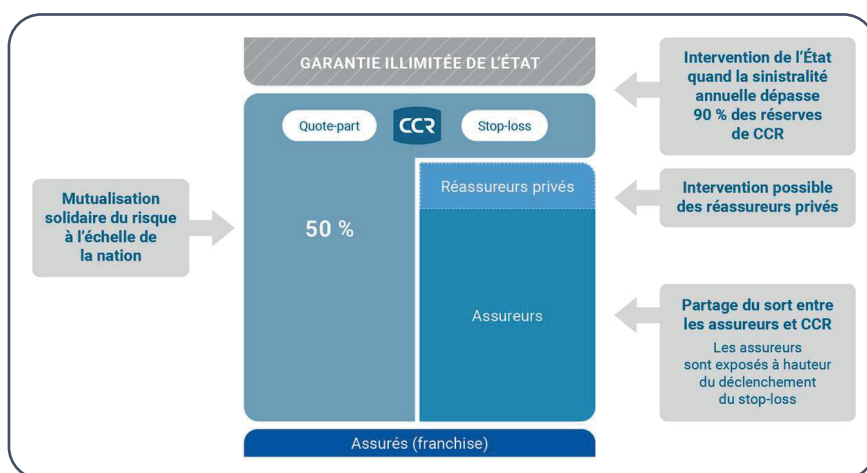 GARANTIE ILLIMITÉE DE L'ÉTAT
Quote-part
CCR
Stop-loss
Réassureurs privés
50 %
Assureurs
Assurés (franchise)
Mutualisation
solidaire du risque
à l'échelle de
la nation
Intervention de l'État
quand la sinistralité
annuelle dépasse
90 % des réserves
de CCR
Intervention possible
des réassureurs privés
Partage du sort entre
les assureurs et CCR
Les assureurs
sont exposés à hauteur
du déclenchement
du stop-loss